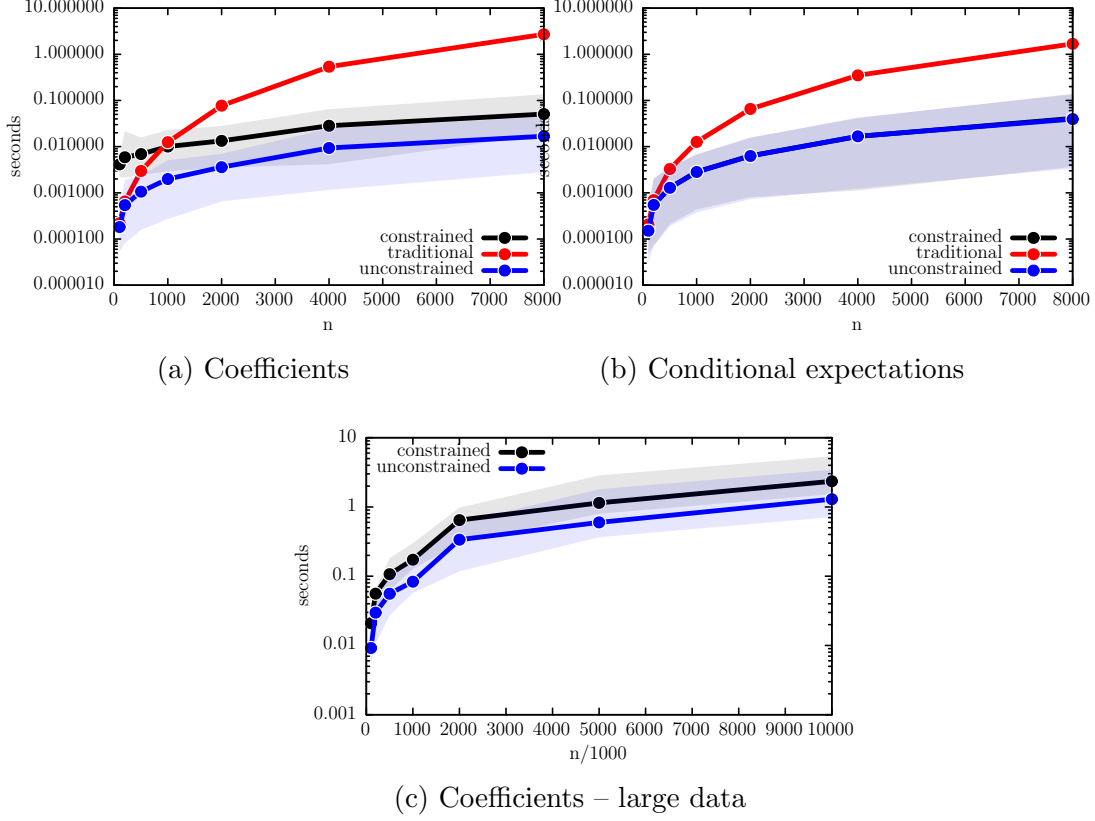 10.000000
1.000000
0.100000
0.010000
0.001000
0.000100
0.000010
seconds
constrained
traditional
unconstrained
0 1000 2000 3000 4000 5000 6000 7000 8000
n
(a) Coefficients
10.000000
1.000000
0.100000
0.010000
0.001000
0.000100
0.000010
seconds
constrained
traditional
unconstrained
0 1000 2000 3000 4000 5000 6000 7000 8000
n
(b) Conditional expectations
10
1
0.1
0.01
0.001
seconds
constrained
unconstrained
0 1000 2000 3000 4000 5000 6000 7000 8000 9000 10000
n/1000
(c) Coefficients – large data